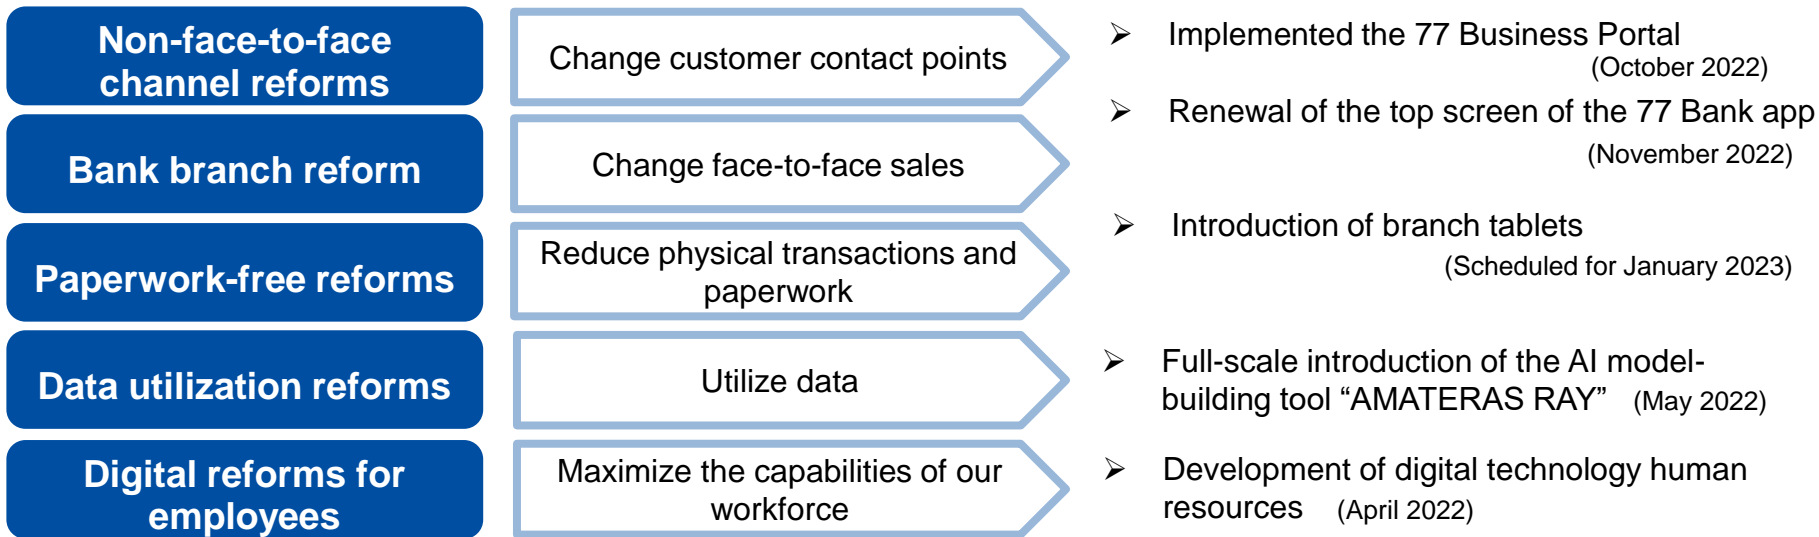 Non-face-to-face
channel reforms
Change customer contact points
➢ Implemented the 77 Business Portal
(October 2022)
➢ Renewal of the top screen of the 77 Bank app
(November 2022)
Bank branch reform
Change face-to-face sales
➢ Introduction of branch tablets
(Scheduled for January 2023)
Paperwork-free reforms
Reduce physical transactions and
paperwork
Data utilization reforms
Utilize data
➢ Full-scale introduction of the AI model-
building tool “AMATERAS RAY” (May 2022)
Digital reforms for
employees
Maximize the capabilities of our
workforce
➢ Development of digital technology human
resources (April 2022)